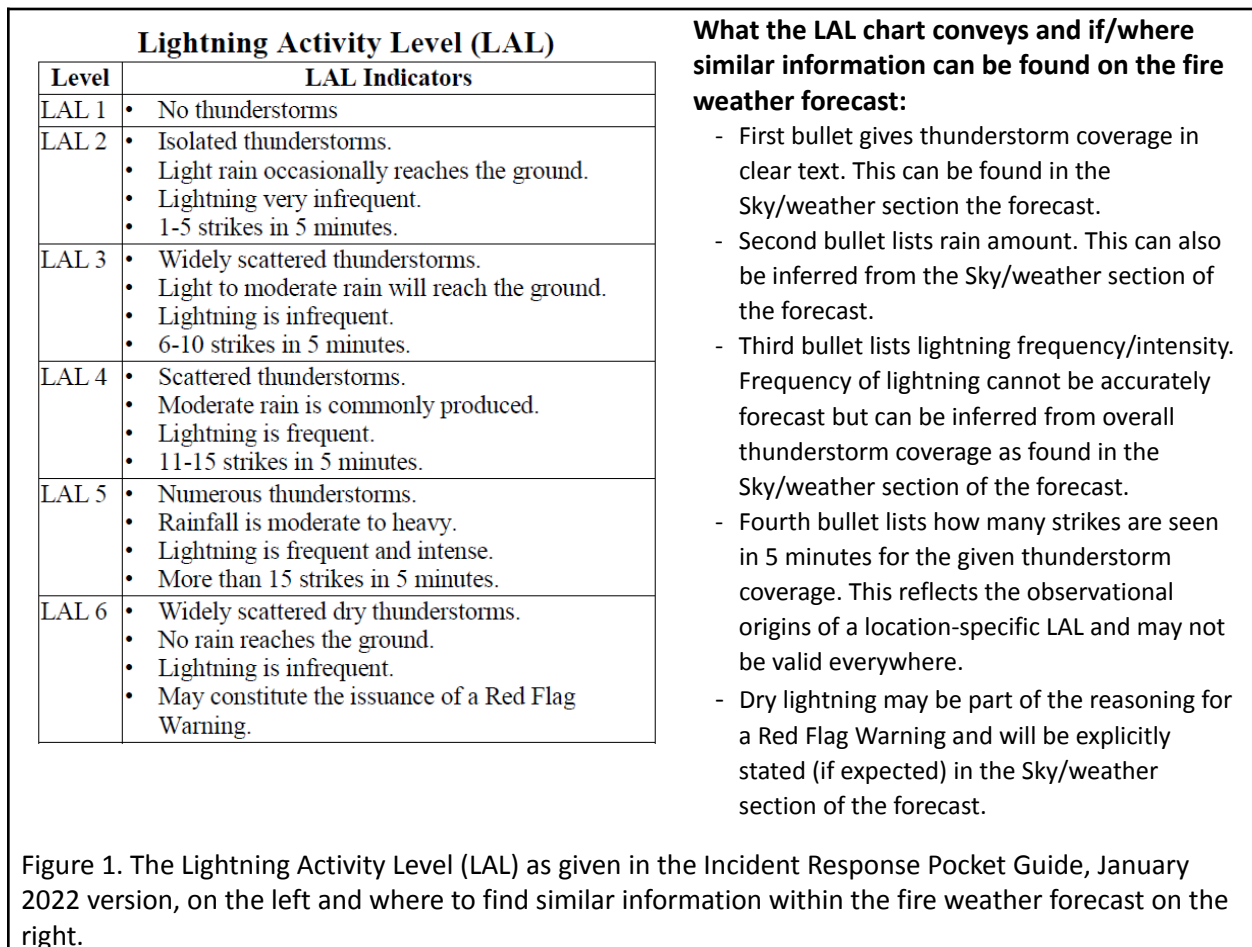 Lightning Activity Level (LAL)
Level LAL Indicators
LAL 1 • No thunderstorms
LAL 2 • Isolated thunderstorms.
• Light rain occasionally reaches the ground.
• Lightning very infrequent.
• 1-5 strikes in 5 minutes.
LAL 3 • Widely scattered thunderstorms.
• Light to moderate rain will reach the ground.
• Lightning is infrequent.
• 6-10 strikes in 5 minutes.
LAL 4 • Scattered thunderstorms.
• Moderate rain is commonly produced.
• Lightning is frequent.
• 11-15 strikes in 5 minutes.
LAL 5 • Numerous thunderstorms.
• Rainfall is moderate to heavy.
• Lightning is frequent and intense.
• More than 15 strikes in 5 minutes.
LAL 6 • Widely scattered dry thunderstorms.
• No rain reaches the ground.
• Lightning is infrequent.
• May constitute the issuance of a Red Flag
Warning.
What the LAL chart conveys and if/where
similar information can be found on the fire
weather forecast:
- First bullet gives thunderstorm coverage in
clear text. This can be found in the
Sky/weather section the forecast.
- Second bullet lists rain amount. This can also
be inferred from the Sky/weather section of
the forecast.
- Third bullet lists lightning frequency/intensity.
Frequency of lightning cannot be accurately
forecast but can be inferred from overall
thunderstorm coverage as found in the
Sky/weather section of the forecast.
- Fourth bullet lists how many strikes are seen
in 5 minutes for the given thunderstorm
coverage. This reflects the observational
origins of a location-specific LAL and may not
be valid everywhere.
- Dry lightning may be part of the reasoning for
a Red Flag Warning and will be explicitly
stated (if expected) in the Sky/weather
section of the forecast.
Figure 1. The Lightning Activity Level (LAL) as given in the Incident Response Pocket Guide, January
2022 version, on the left and where to find similar information within the fire weather forecast on the
right.